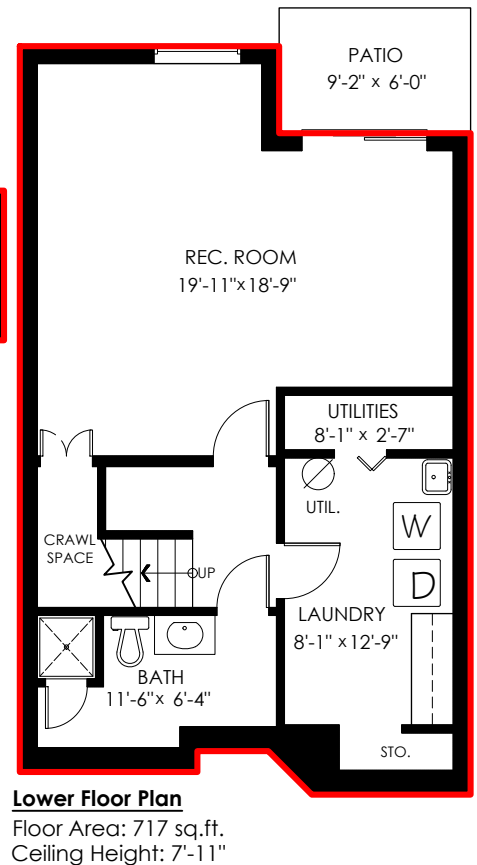 PATIO
9'-2" x 6'-0"
REC. ROOM
19'-11"x18'-9"
UTILITIES
8'-1" x 2'-7"
UTIL.
CRAWL
SPACE
W
UP
D
LAUNDRY
8'-1" x12'-9"
BATH
11'-6"x 6'-4"
STO.
Lower Floor Plan
Floor Area: 717 sq.ft.
Ceiling Height: 7'-11"